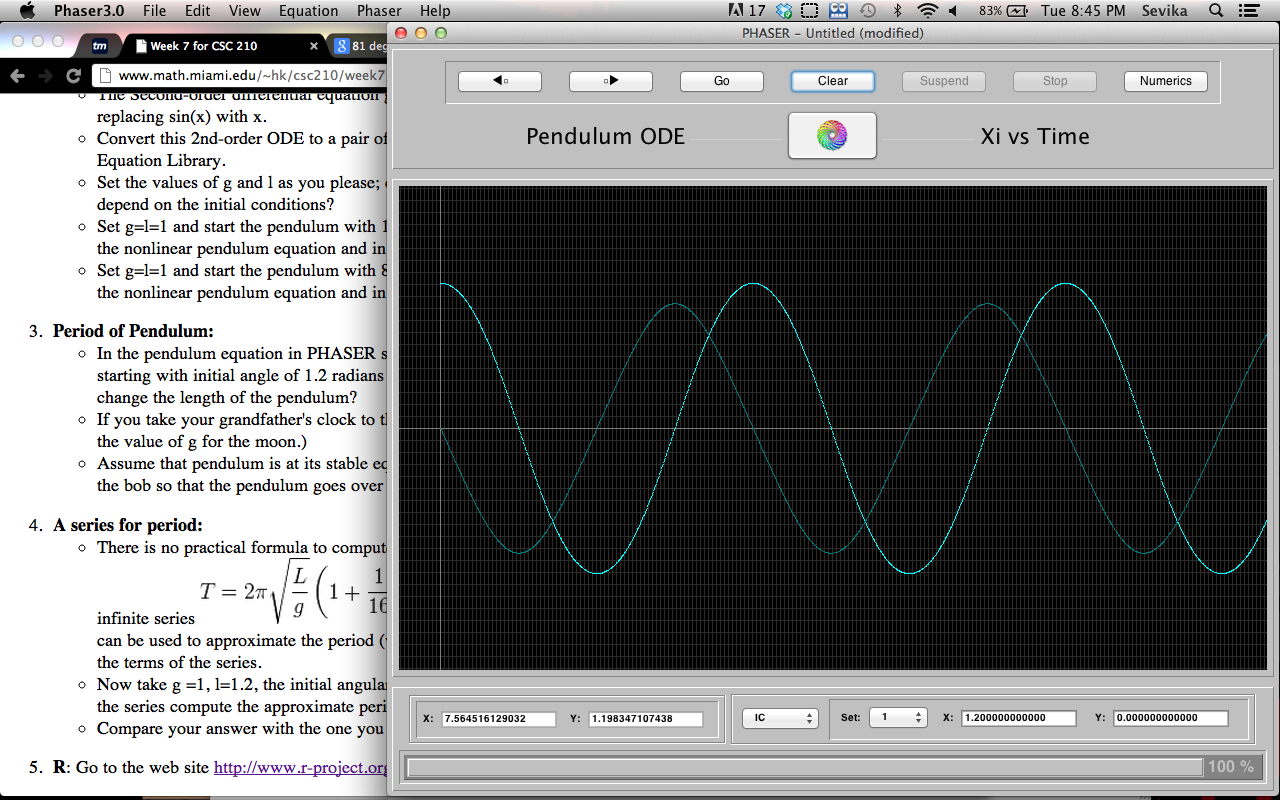 Phaser3.0 File Edit View Equation Phaser Help
17 83% Tue 8:45 PM Sevika
tm Week 7 for CSC 210 × 81 deg
www.math.miami.edu/~hk/csc210/week7
The Second-order differential equation
replacing sin(x) with x.
Convert this 2nd-order ODE to a pair of
Equation Library.
Set the values of g and l as you please;
depend on the initial conditions?
Set g=l=1 and start the pendulum with 1
the nonlinear pendulum equation and in
Set g=l=1 and start the pendulum with 8
the nonlinear pendulum equation and in
3. Period of Pendulum:
In the pendulum equation in PHASER s
starting with initial angle of 1.2 radians
change the length of the pendulum?
If you take your grandfather's clock to th
the value of g for the moon.)
Assume that pendulum is at its stable eq
the bob so that the pendulum goes over
4. A series for period:
There is no practical formula to comput
T = 2π√(L/g) (1 + 1/16
infinite series
can be used to approximate the period (
the terms of the series.
Now take g =1, l=1.2, the initial angula
the series compute the approximate peri
Compare your answer with the one you
5. R: Go to the web site http://www.r-project.org
PHASER – Untitled (modified)
Go Clear Suspend Stop Numerics
Pendulum ODE Xi vs Time
X: 7.564516129032 Y: 1.198347107438 IC Set: 1 X: 1.200000000000 Y: 0.000000000000
100 %